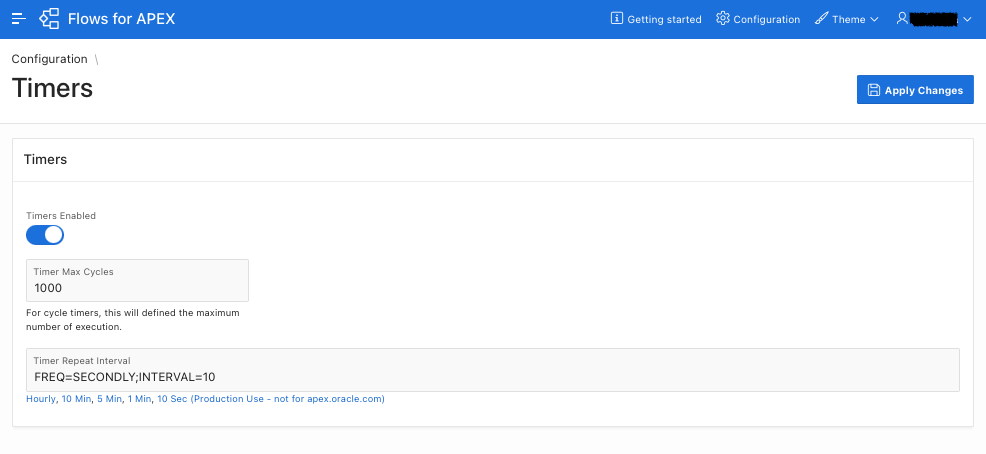 Flows for APEX
Getting started
Configuration
Theme
Configuration \
Timers
Apply Changes
Timers
Timers Enabled
Timer Max Cycles
1000
For cycle timers, this will defined the maximum
number of execution.
Timer Repeat Interval
FREQ=SECONDLY;INTERVAL=10
Hourly, 10 Min, 5 Min, 1 Min, 10 Sec (Production Use - not for apex.oracle.com)